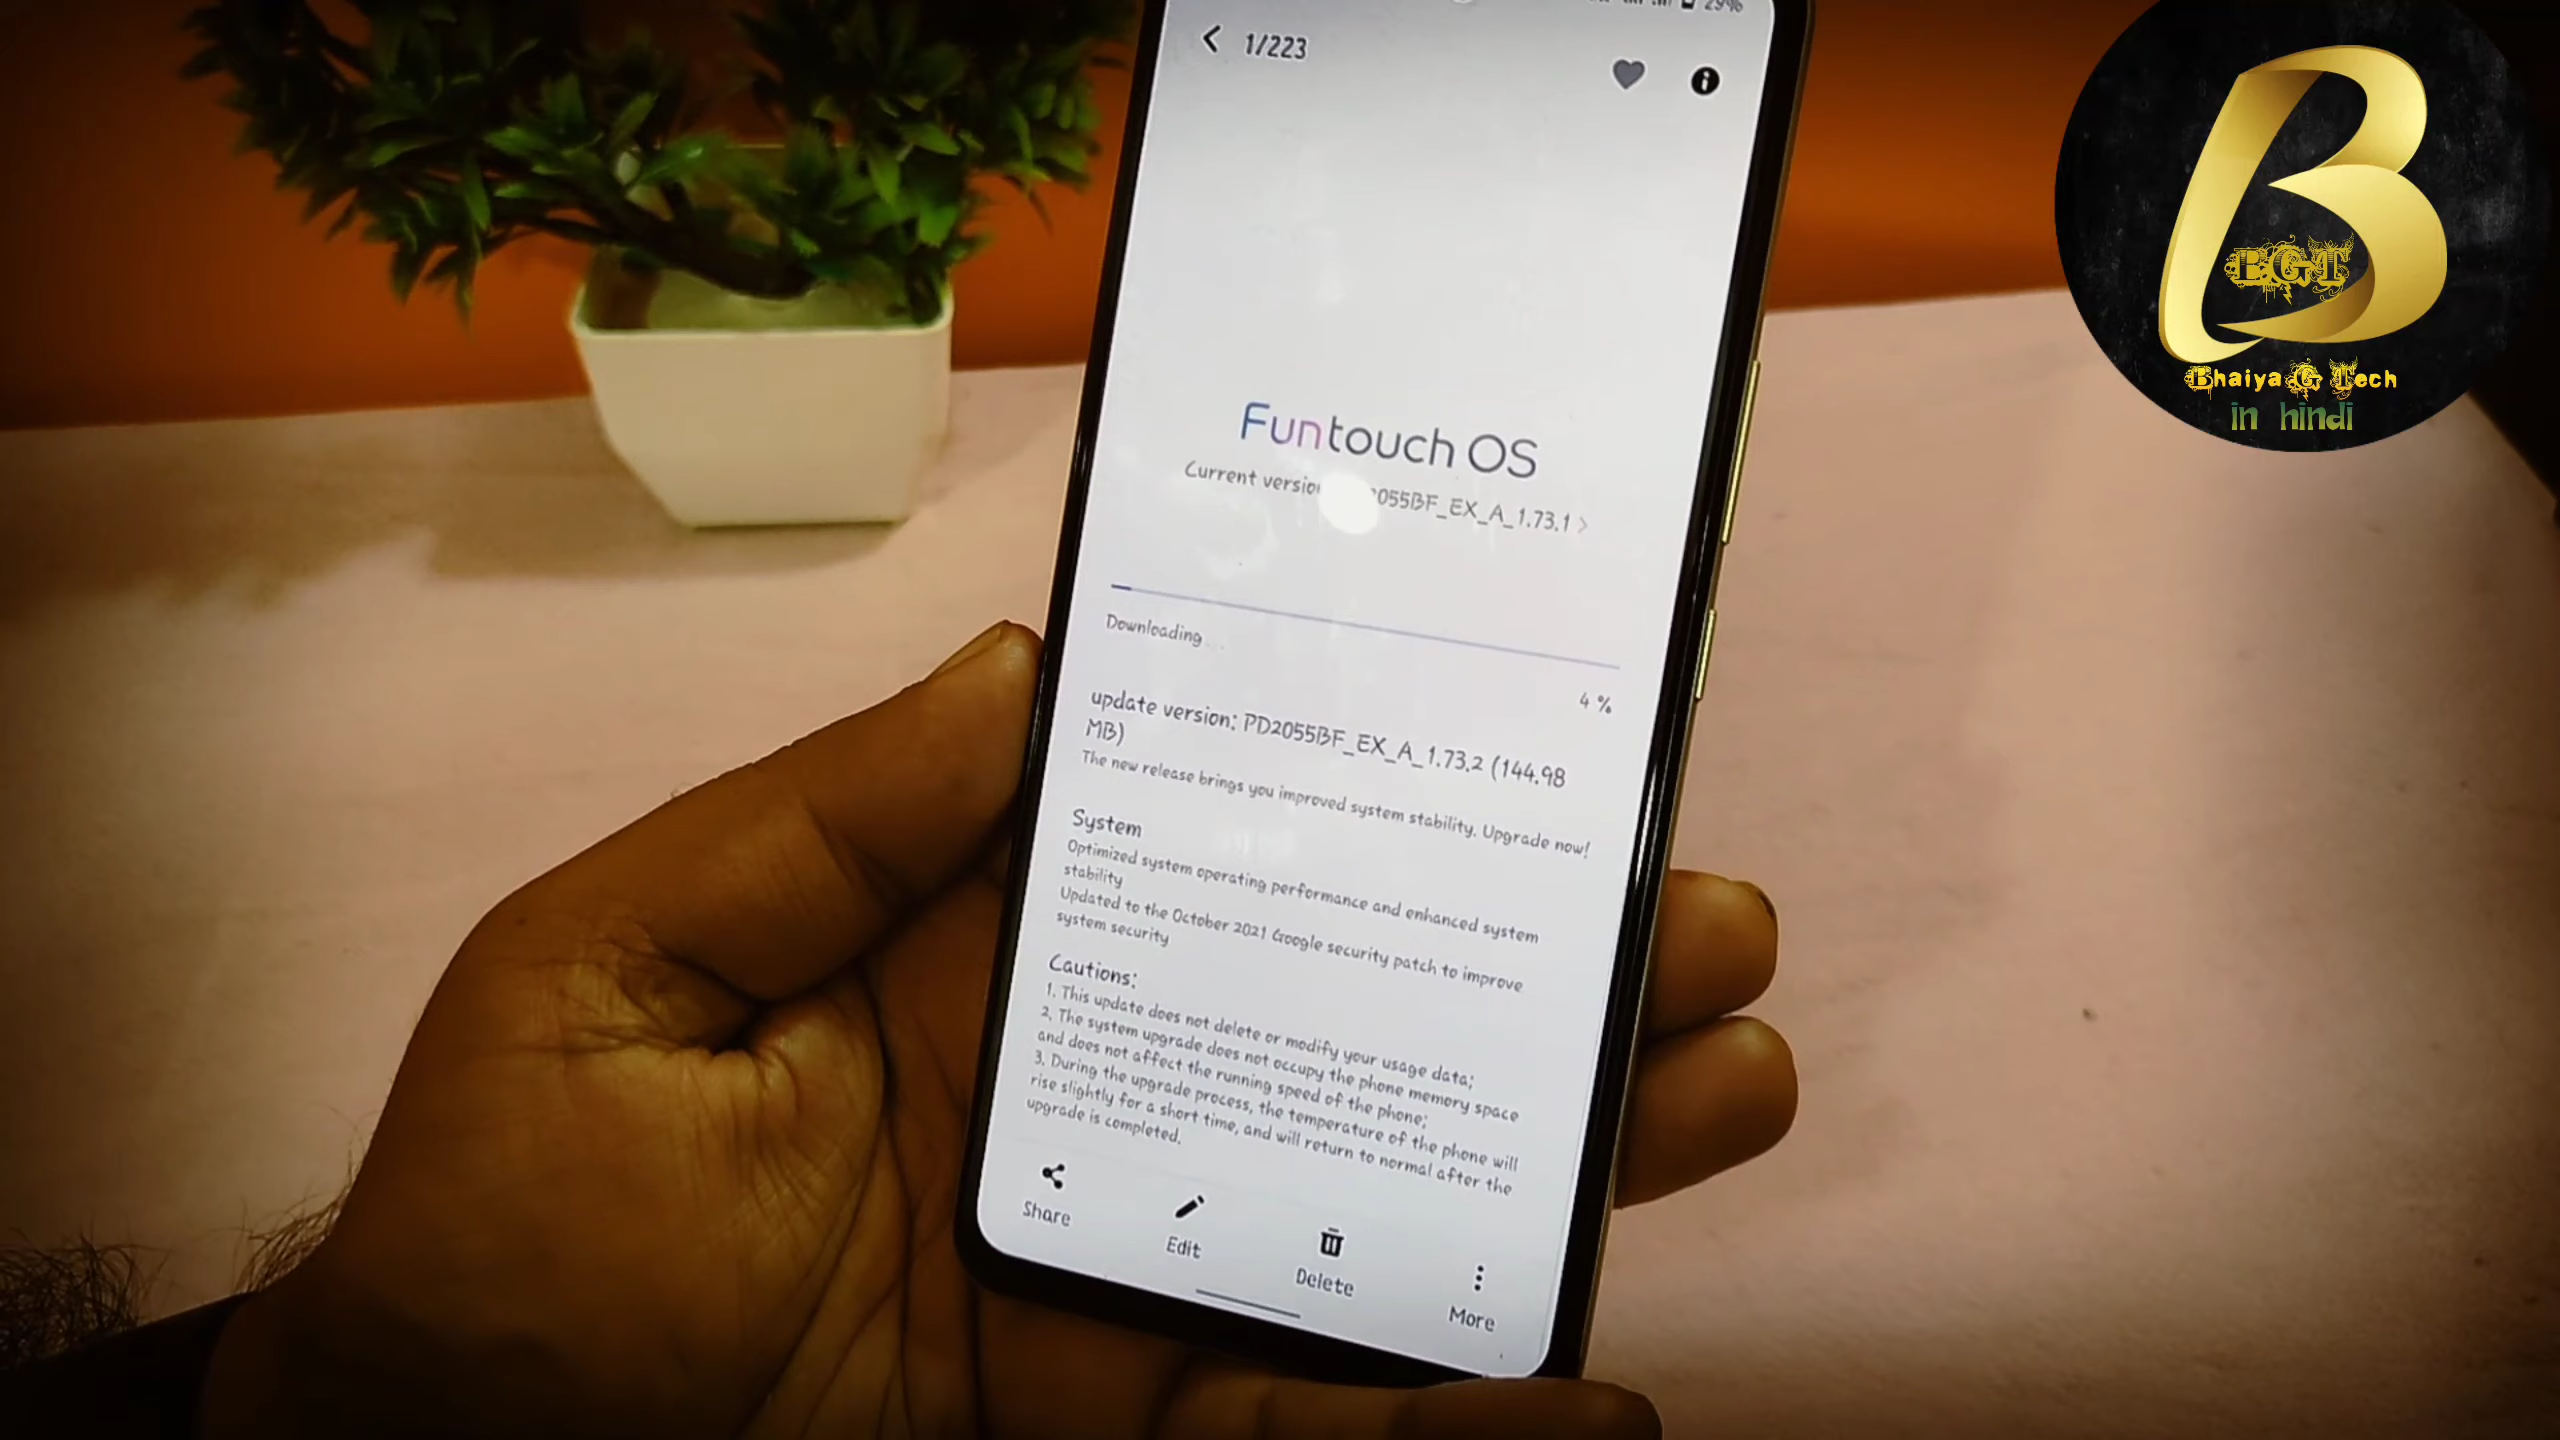 29%
1/223
BGT
Bhaiya G Tech
in hindi
Funtouch OS
Current version 2055BF_EX_A_1.73.1 >
Downloading...
4 %
update version: PD2055BF_EX_A_1.73.2 (144.98
MB)
The new release brings you improved system stability. Upgrade now!
System
Optimized system operating performance and enhanced system
stability
Updated to the October 2021 Google security patch to improve
system security
Cautions:
1. This update does not delete or modify your usage data;
2. The system upgrade does not occupy the phone memory space
and does not affect the running speed of the phone;
3. During the upgrade process, the temperature of the phone will
rise slightly for a short time, and will return to normal after the
upgrade is completed.
Share
Edit
Delete
More